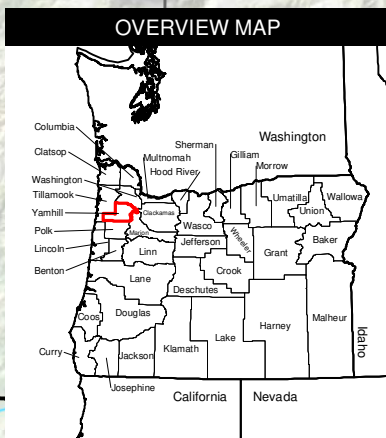 OVERVIEW MAP
Columbia
Clatsop
Washington
Tillamook
Yamhill
Polk
Lincoln
Benton
Sherman
Multnomah
Hood River
Gilliam
Morrow
Washington
Umatilla
Wallowa
Union
Clackamas
Wasco
Marion
Wheeler
Baker
Jefferson
Grant
Linn
Crook
Lane
Deschutes
Douglas
Coos
Malheur
Harney
Lake
Klamath
Curry
Jackson
Josephine
Idaho
California
Nevada